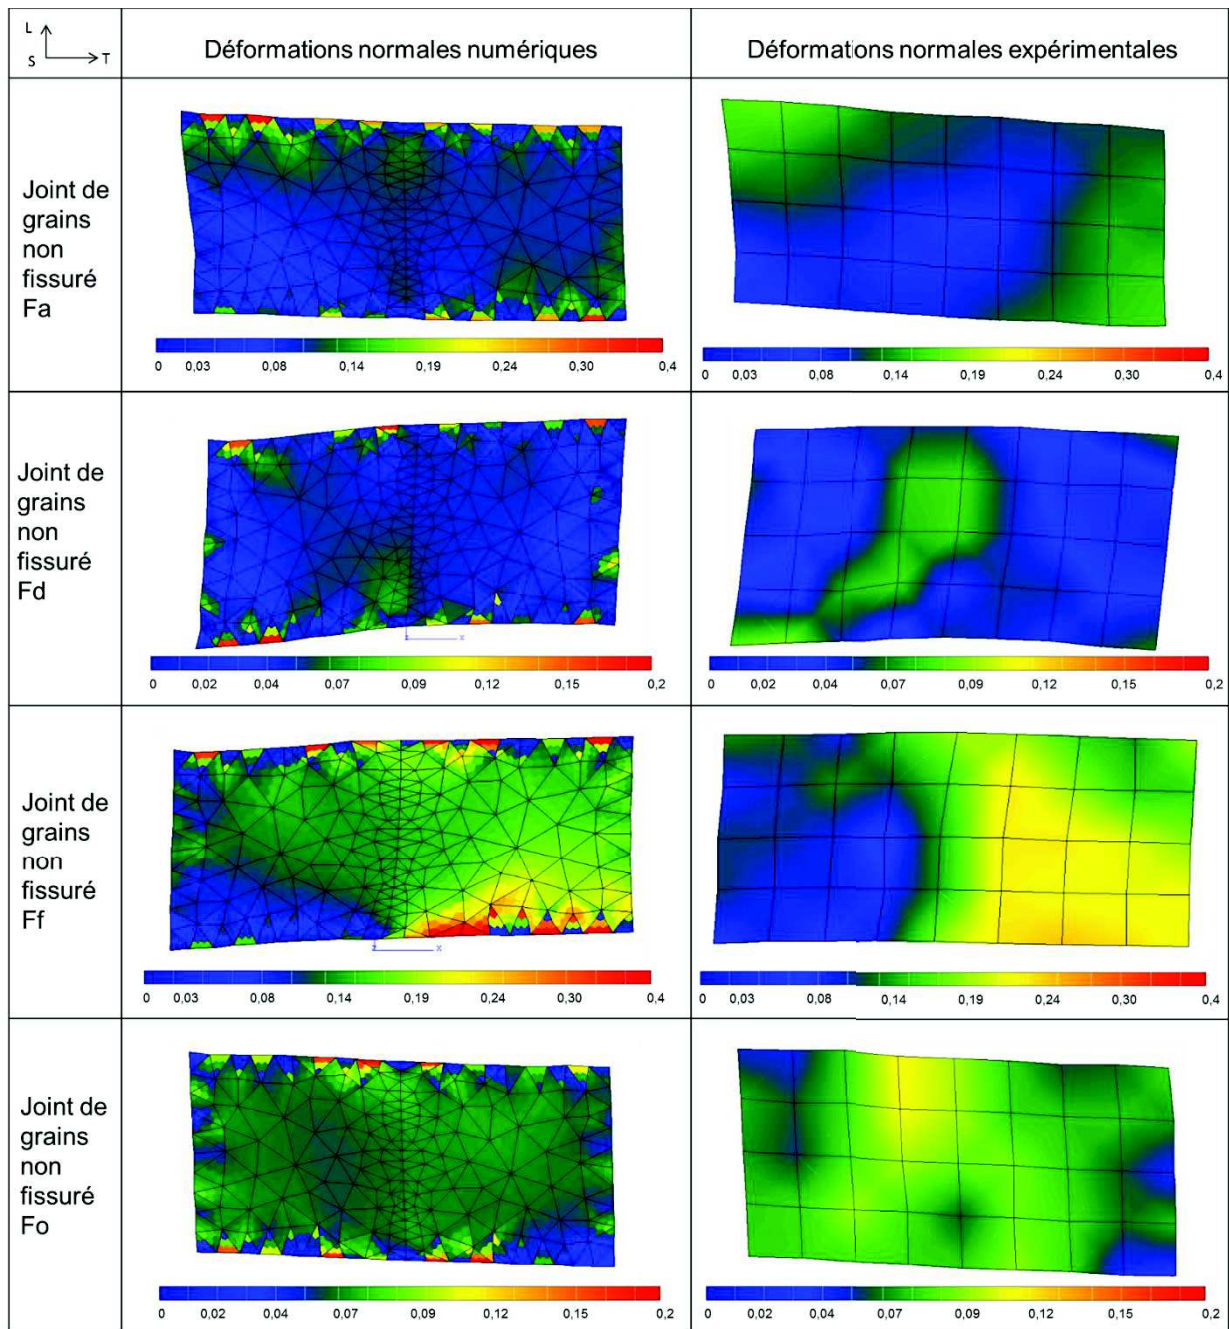 L
S
T
Déformations normales numériques
Déformations normales expérimentales
Joint de
grains
non
fissuré
Fa
0 0,03 0,08 0,14 0,19 0,24 0,30 0,4
0 0,03 0,08 0,14 0,19 0,24 0,30 0,4
Joint de
grains
non
fissuré
Fd
z x
0 0,02 0,04 0,07 0,09 0,12 0,15 0,2
0 0,02 0,04 0,07 0,09 0,12 0,15 0,2
Joint de
grains
non
fissuré
Ff
z x
0 0,03 0,08 0,14 0,19 0,24 0,30 0,4
0 0,03 0,08 0,14 0,19 0,24 0,30 0,4
Joint de
grains
non
fissuré
Fo
0 0,02 0,04 0,07 0,09 0,12 0,15 0,2
0 0,02 0,04 0,07 0,09 0,12 0,15 0,2